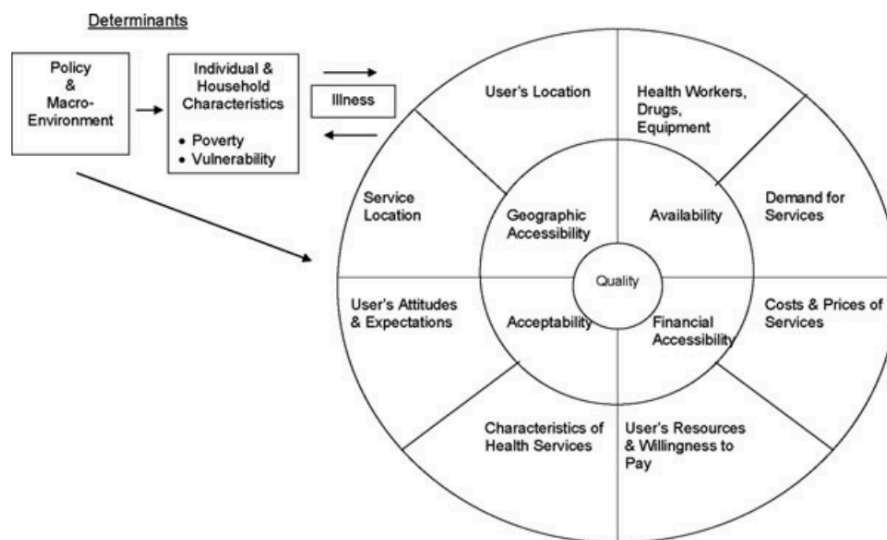 Determinants
Policy
&
Macro-
Environment
Individual &
Household
Characteristics
• Poverty
• Vulnerability
Illness
User's Location
Health Workers,
Drugs,
Equipment
Service
Location
Geographic
Accessibility
Availability
Demand for
Services
Quality
User's Attitudes
& Expectations
Acceptability
Financial
Accessibility
Costs & Prices of
Services
Characteristics of
Health Services
User's Resources
& Willingness to
Pay